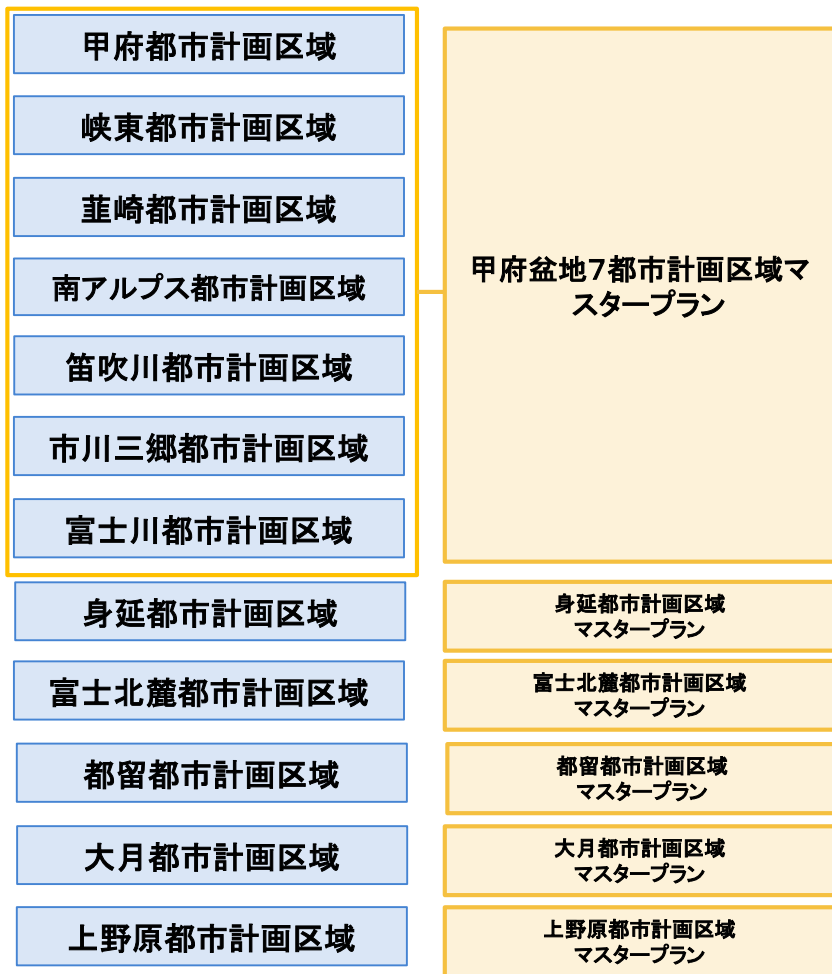 甲府都市計画区域
峡東都市計画区域
韮崎都市計画区域
南アルプス都市計画区域
笛吹川都市計画区域
市川三郷都市計画区域
富士川都市計画区域
甲府盆地7都市計画区域マ
スタープラン
身延都市計画区域
身延都市計画区域
マスタープラン
富士北麓都市計画区域
富士北麓都市計画区域
マスタープラン
都留都市計画区域
都留都市計画区域
マスタープラン
大月都市計画区域
大月都市計画区域
マスタープラン
上野原都市計画区域
上野原都市計画区域
マスタープラン